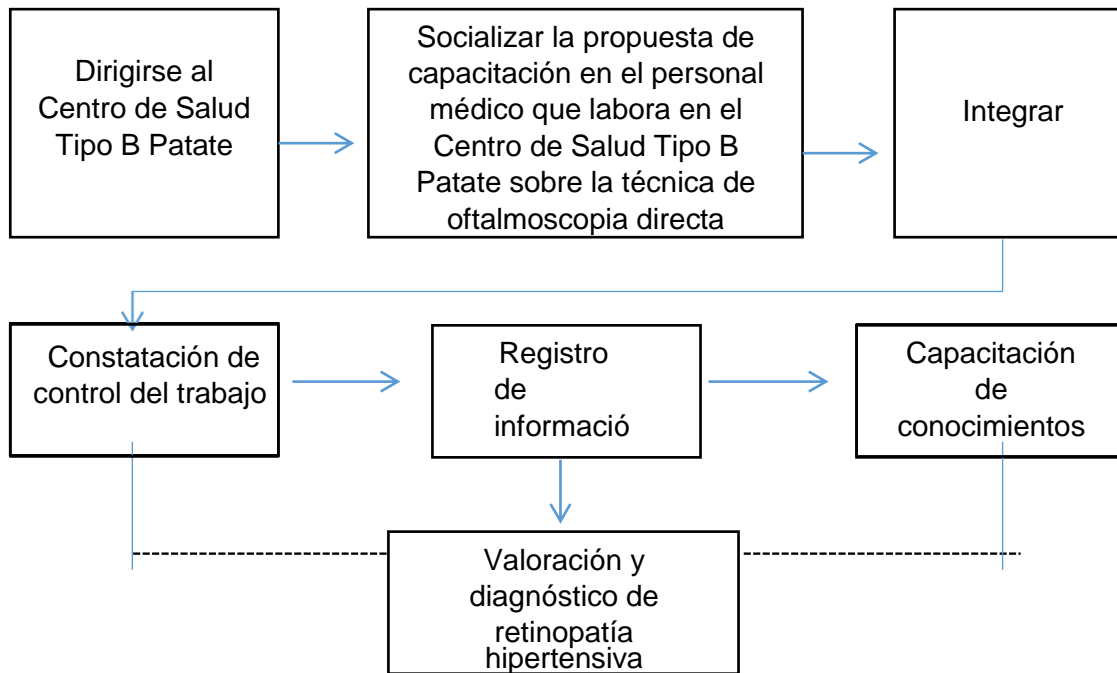 Dirigirse al
Centro de Salud
Tipo B Patate
Socializar la propuesta de
capacitación en el personal
médico que labora en el
Centro de Salud Tipo B
Patate sobre la técnica de
oftalmoscopia directa
Integrar
Constatación de
control del trabajo
Registro
de
informació
Capacitación
de
conocimientos
Valoración y
diagnóstico de
retinopatía
hipertensiva